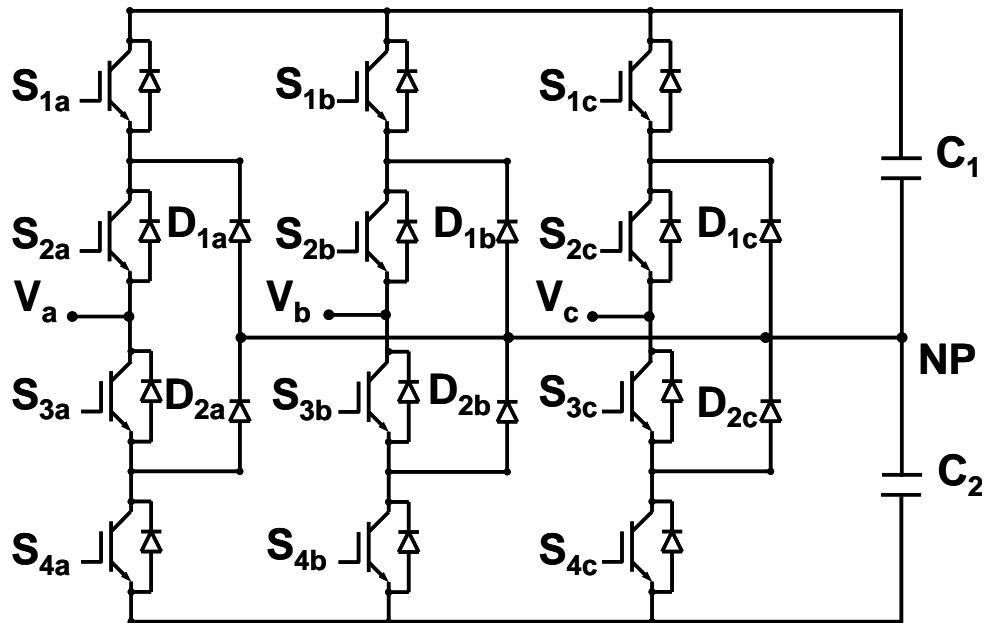 S1a S1b S1c
C1
S2a D1a S2b D1b S2c D1c
Va Vb Vc
NP
S3a D2a S3b D2b S3c D2c
C2
S4a S4b S4c